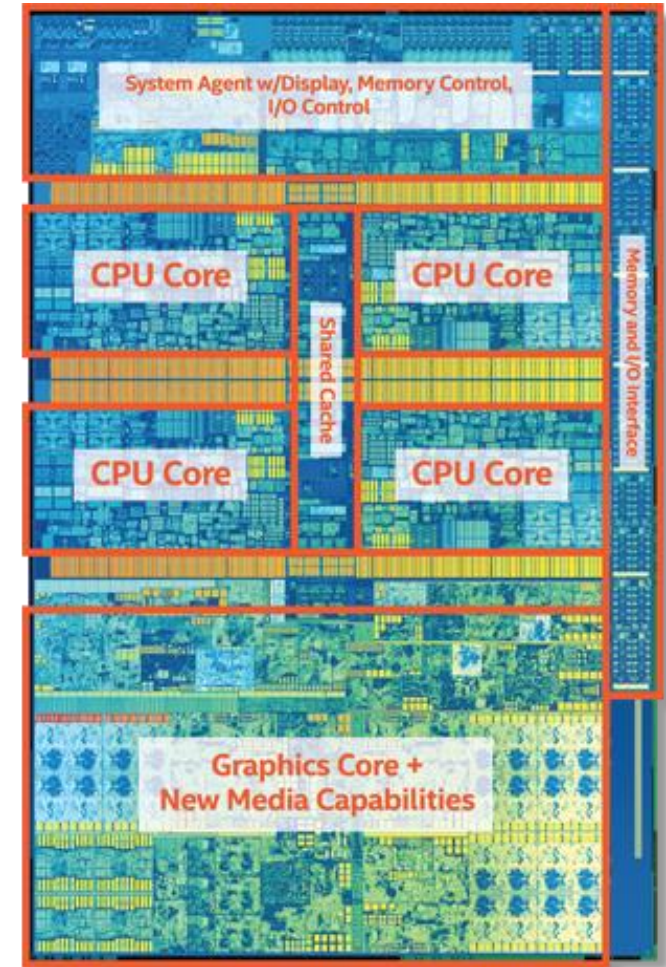 System Agent w/Display, Memory Control,
I/O Control
CPU Core
CPU Core
Shared Cache
Memory and I/O Interface
CPU Core
CPU Core
Graphics Core +
New Media Capabilities